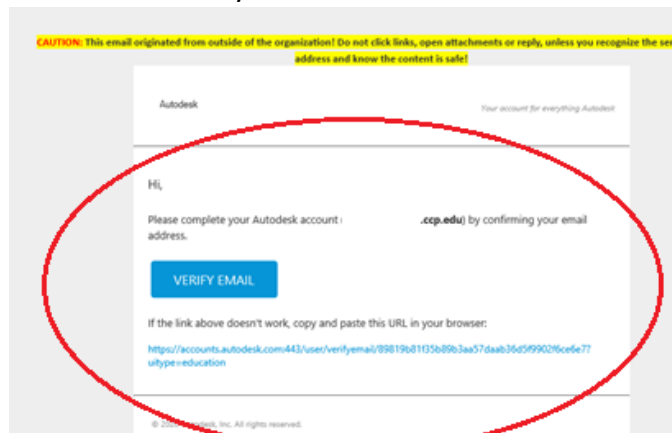 CAUTION: This email originated from outside of the organization! Do not click links, open attachments or reply, unless you recognize the
address and know the content is safe!
Autodesk
Your account for everything Autodesk
Hi,
Please complete your Autodesk account ( .ccp.edu) by confirming your email
address.
VERIFY EMAIL
If the link above doesn't work, copy and paste this URL in your browser:
https://accounts.autodesk.com:443/user/verifyemail/89819b81f35b89b3aa57daab36d5f9902f6ce6e7?
uitype=education
Inc. All rights reserved.